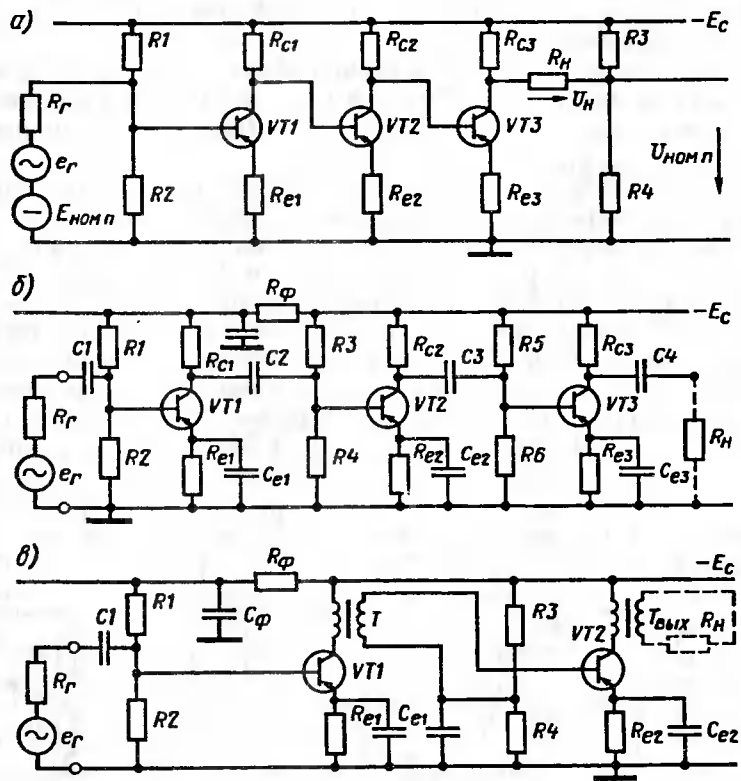 а)
R1
Rc1
Rc2
Rc3
R3
−Ec
Rн
Uн
Rг
eг
Eном п
VT1
VT2
VT3
Uном п
R2
Re1
Re2
Re3
R4
б)
Rф
−Ec
C1
R1
Rc1
C2
R3
Rc2
C3
R5
Rc3
C4
Rг
eг
VT1
VT2
VT3
Rн
R2
Re1
Ce1
R4
Re2
Ce2
R6
Re3
Ce3
в)
Rф
−Ec
C1
R1
Cф
T
R3
VT2
Tвых
Rн
Rг
eг
VT1
R2
Re1
Ce1
R4
Re2
Ce2